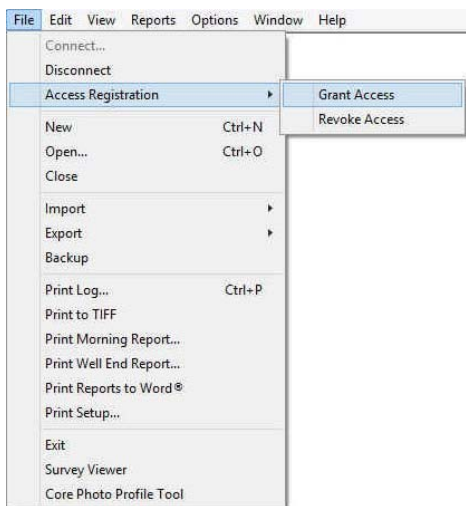 File Edit View Reports Options Window Help
Connect...
Disconnect
Access Registration
Grant Access
Revoke Access
New Ctrl+N
Open... Ctrl+O
Close
Import
Export
Backup
Print Log... Ctrl+P
Print to TIFF
Print Morning Report...
Print Well End Report...
Print Reports to Word®
Print Setup...
Exit
Survey Viewer
Core Photo Profile Tool